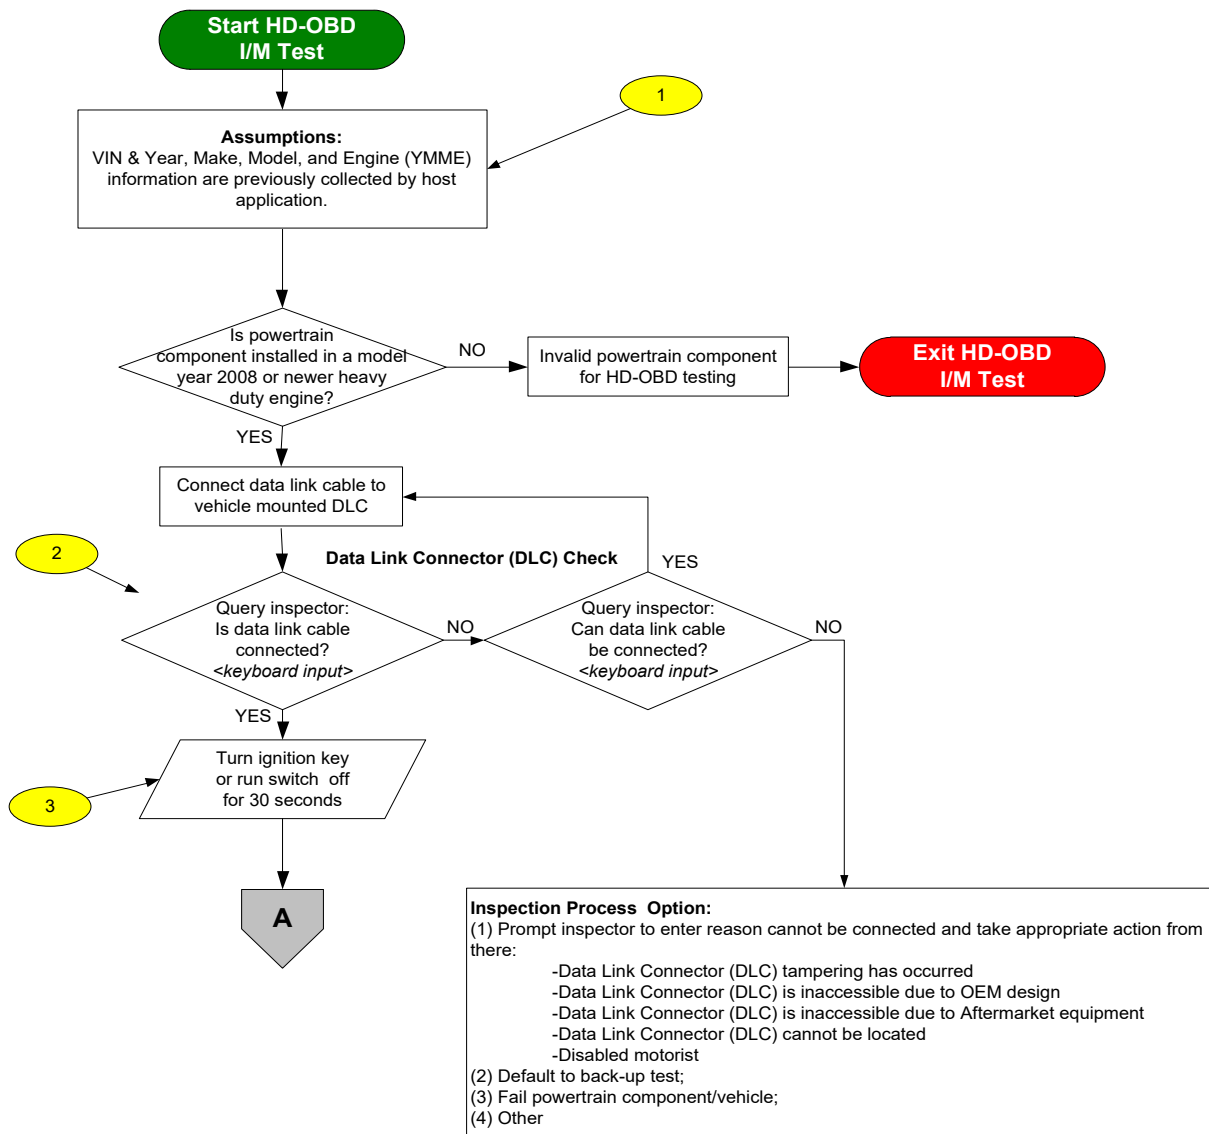 Start HD-OBD
I/M Test
1
Assumptions:
VIN & Year, Make, Model, and Engine (YMME)
information are previously collected by host
application.
Is powertrain
component installed in a model
year 2008 or newer heavy
duty engine?
NO
Invalid powertrain component
for HD-OBD testing
Exit HD-OBD
I/M Test
YES
Connect data link cable to
vehicle mounted DLC
2
Data Link Connector (DLC) Check
YES
Query inspector:
Is data link cable
connected?
<keyboard input>
NO
Query inspector:
Can data link cable
be connected?
<keyboard input>
NO
YES
Turn ignition key
or run switch  off
for 30 seconds
3
A
Inspection Process  Option:
(1) Prompt inspector to enter reason cannot be connected and take appropriate action from
there:
-Data Link Connector (DLC) tampering has occurred
-Data Link Connector (DLC) is inaccessible due to OEM design
-Data Link Connector (DLC) is inaccessible due to Aftermarket equipment
-Data Link Connector (DLC) cannot be located
-Disabled motorist
(2) Default to back-up test;
(3) Fail powertrain component/vehicle;
(4) Other